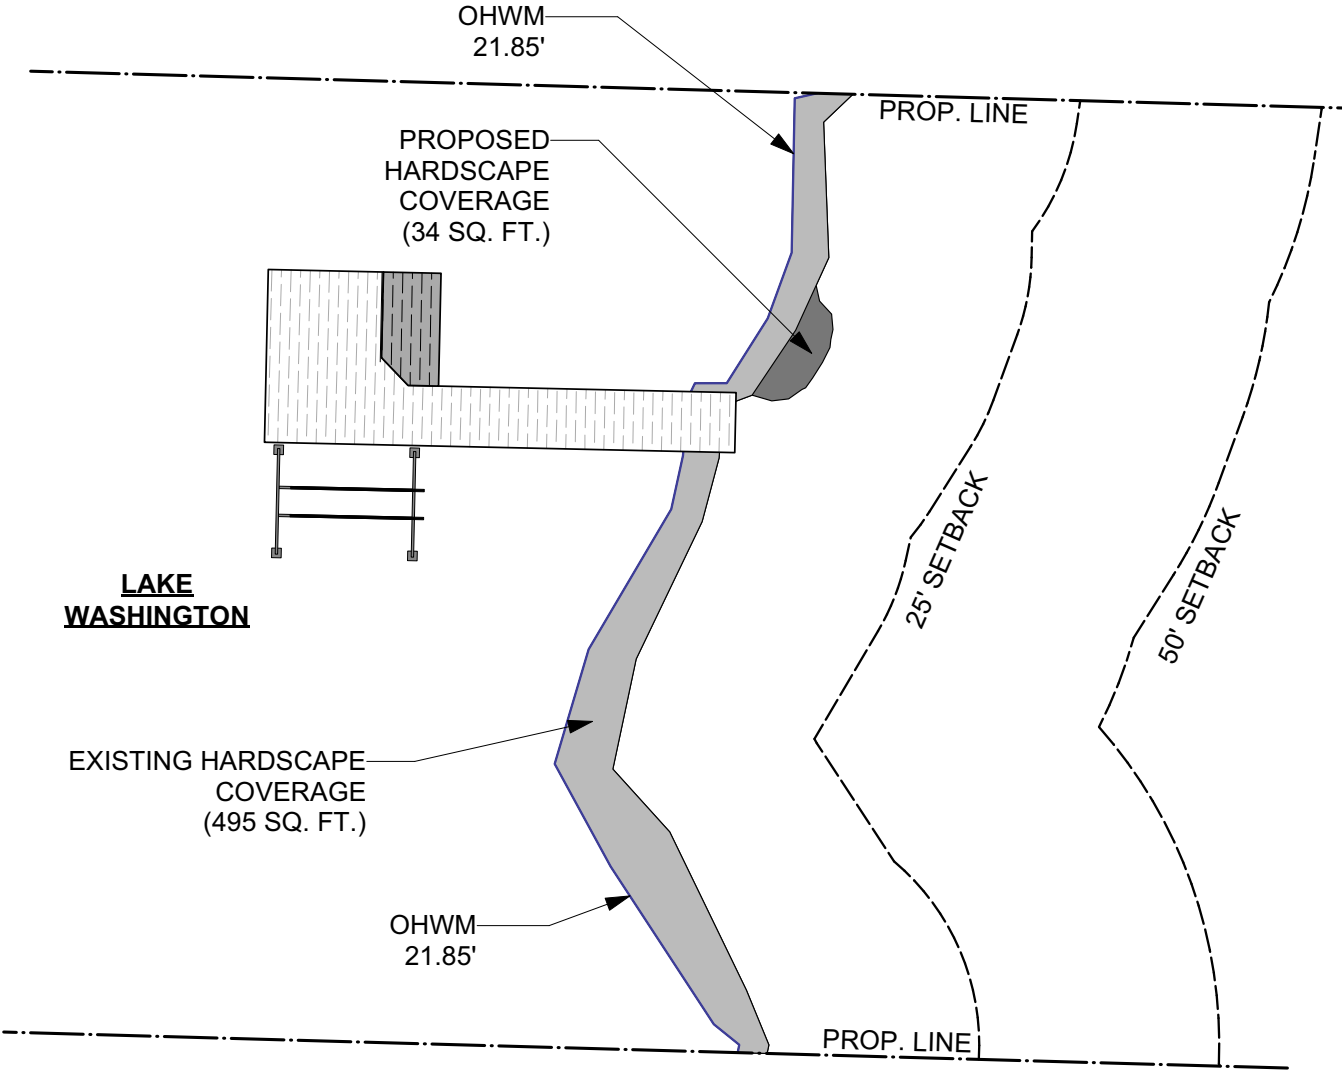 OHWM
21.85'
PROP. LINE
PROPOSED
HARDSCAPE
COVERAGE
(34 SQ. FT.)
25' SETBACK
50' SETBACK
LAKE
WASHINGTON
EXISTING HARDSCAPE
COVERAGE
(495 SQ. FT.)
OHWM
21.85'
PROP. LINE